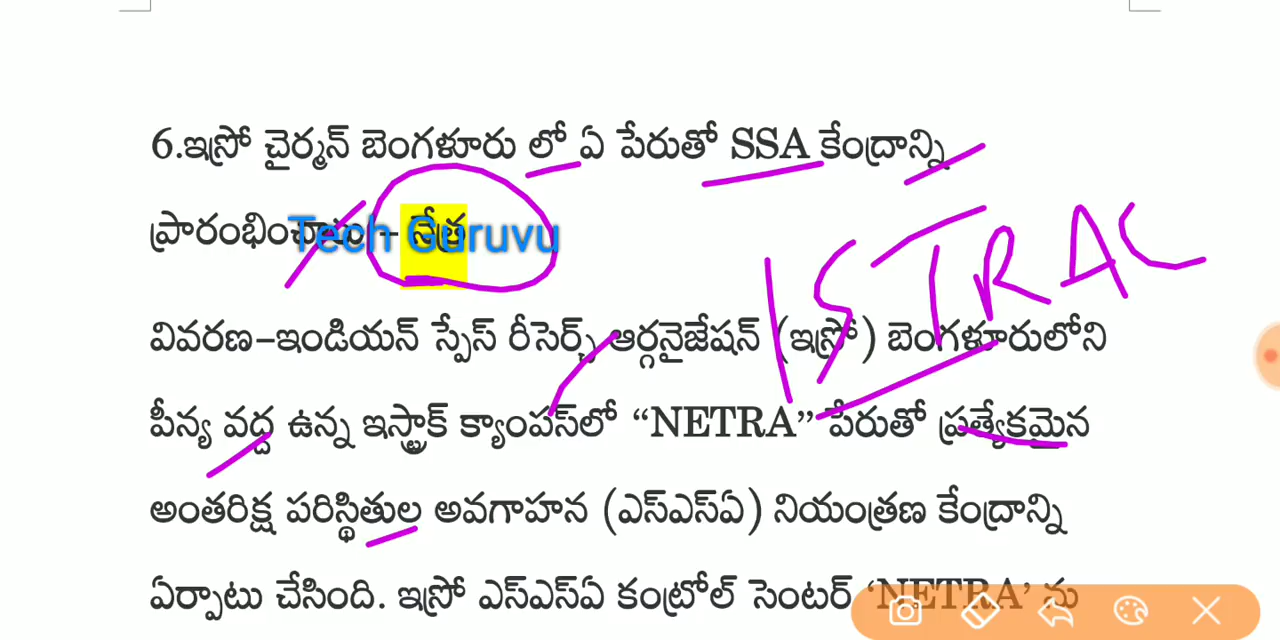 6.ఇస్రో చైర్మన్ బెంగళూరు లో ఏ పేరుతో SSA కేంద్రాన్ని
ప్రారంభించారు – నేత్ర
Tech Guruvu
ISTRAC
వివరణ-ఇండియన్ స్పేస్ రీసెర్చ్ ఆర్గనైజేషన్ (ఇస్రో) బెంగళూరులోని
పీన్య వద్ద ఉన్న ఇస్ట్రాక్ క్యాంపస్‌లో “NETRA” పేరుతో ప్రత్యేకమైన
అంతరిక్ష పరిస్థితుల అవగాహన (ఎస్ఎస్ఏ) నియంత్రణ కేంద్రాన్ని
ఏర్పాటు చేసింది. ఇస్రో ఎస్ఎస్ఏ కంట్రోల్ సెంటర్ ‘NETRA’ ను